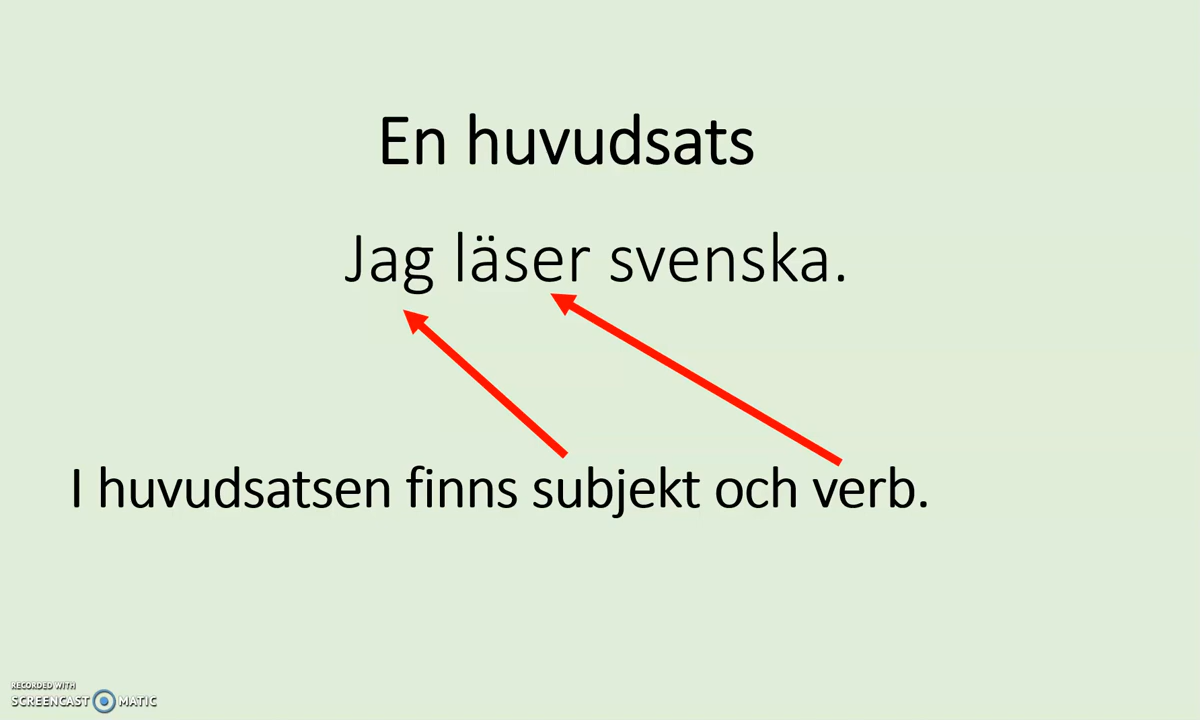 En huvudsats
Jag läser svenska.
I huvudsatsen finns subjekt och verb.
RECORDED WITH
SCREENCAST MATIC